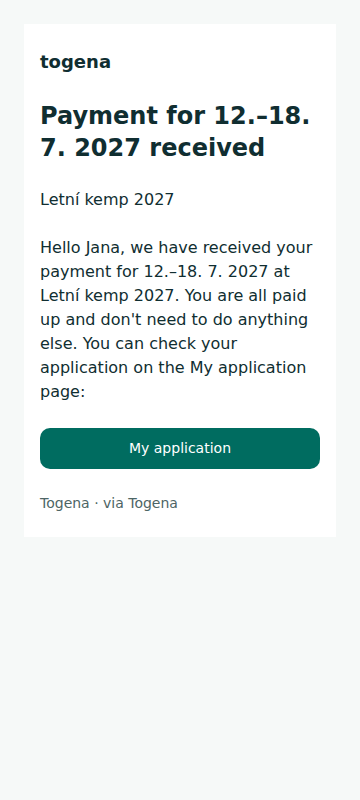 togena
Payment for 12.–18.
7. 2027 received
Letní kemp 2027
Hello Jana, we have received your
payment for 12.–18. 7. 2027 at
Letní kemp 2027. You are all paid
up and don't need to do anything
else. You can check your
application on the My application
page:
My application
Togena · via Togena